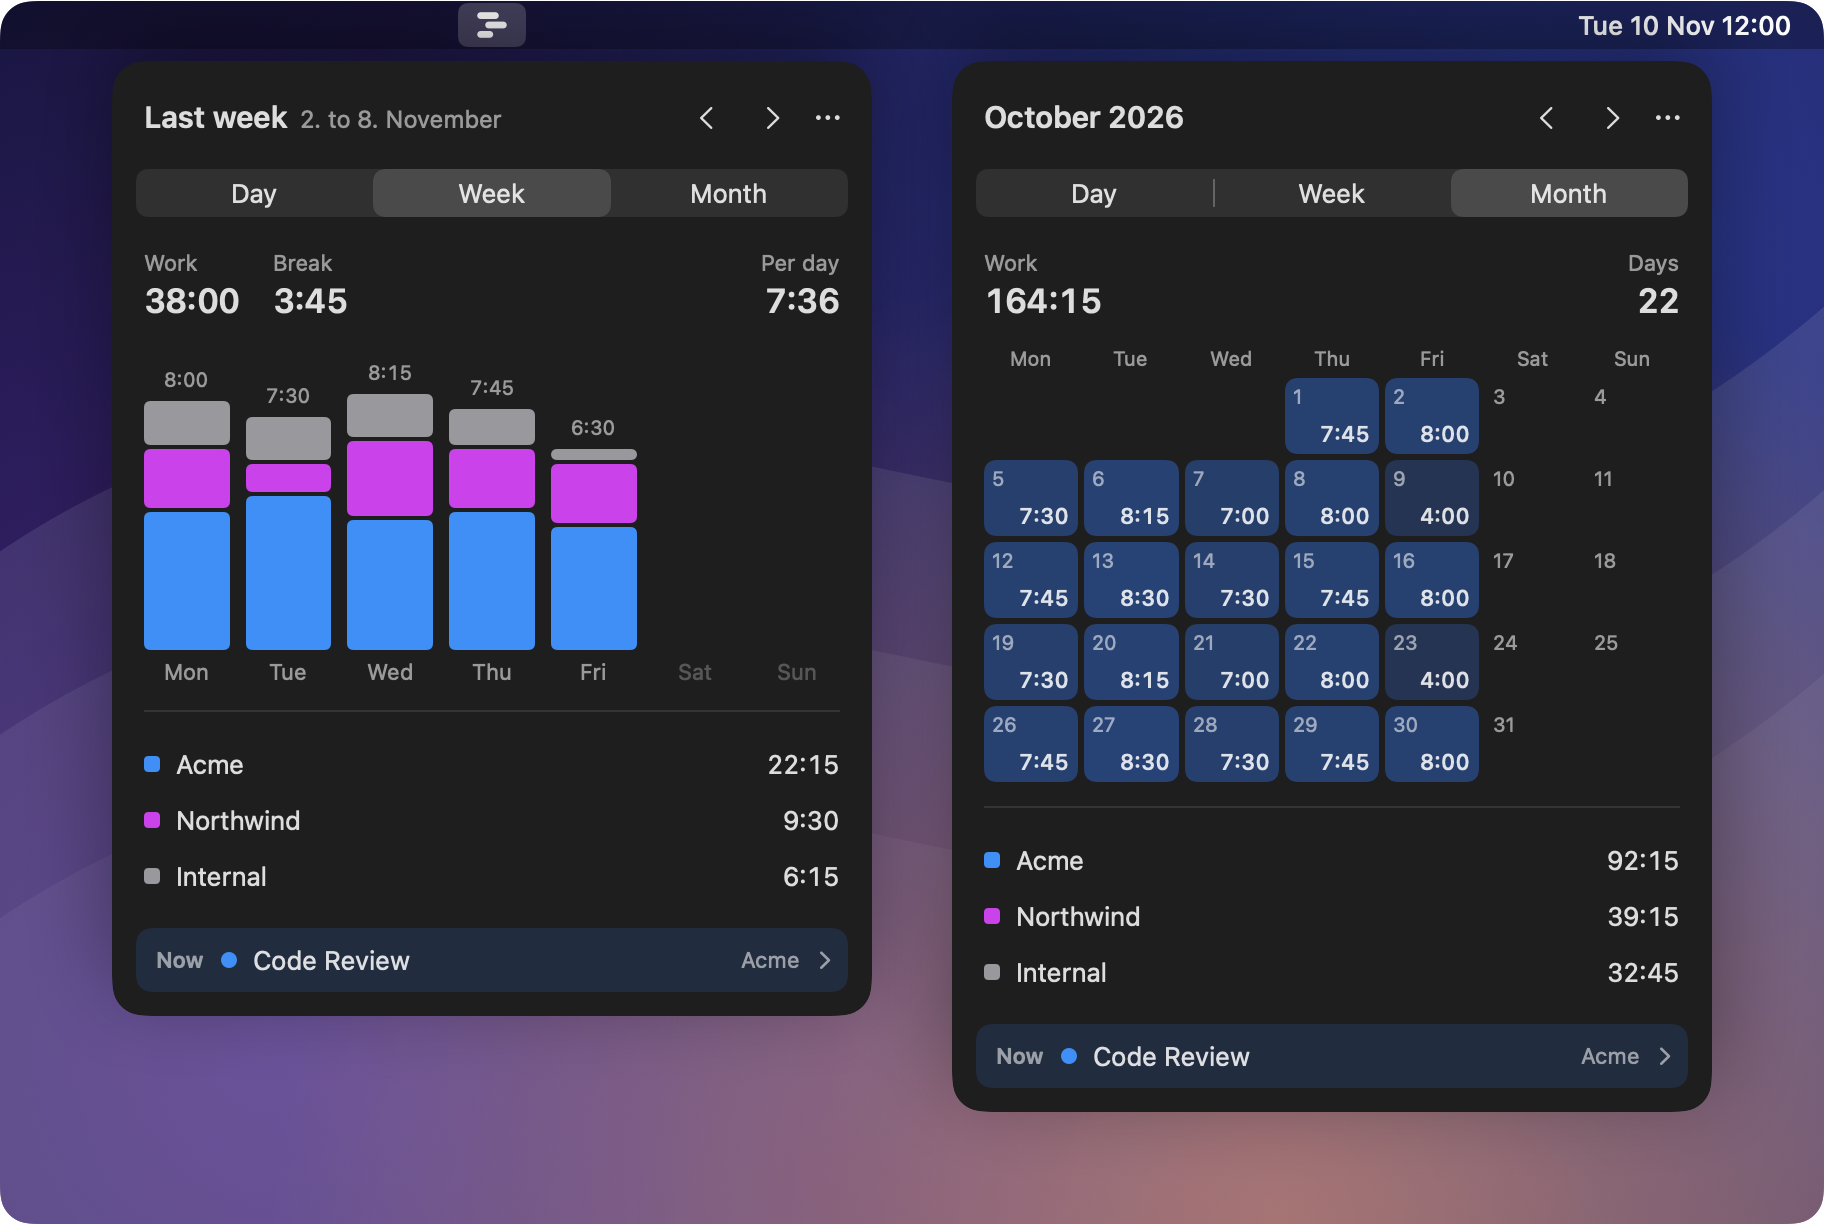 Tue 10 Nov 12:00
Last week 2. to 8. November
Day Week Month
Work Break Per day
38:00 3:45 7:36
8:00 7:30 8:15 7:45 6:30
Mon Tue Wed Thu Fri Sat Sun
Acme 22:15
Northwind 9:30
Internal 6:15
Now Code Review Acme
October 2026
Day Week Month
Work Days
164:15 22
Mon Tue Wed Thu Fri Sat Sun
1 2 3 4
7:45 8:00
5 6 7 8 9 10 11
7:30 8:15 7:00 8:00 4:00
12 13 14 15 16 17 18
7:45 8:30 7:30 7:45 8:00
19 20 21 22 23 24 25
7:30 8:15 7:00 8:00 4:00
26 27 28 29 30 31
7:45 8:30 7:30 7:45 8:00
Acme 92:15
Northwind 39:15
Internal 32:45
Now Code Review Acme